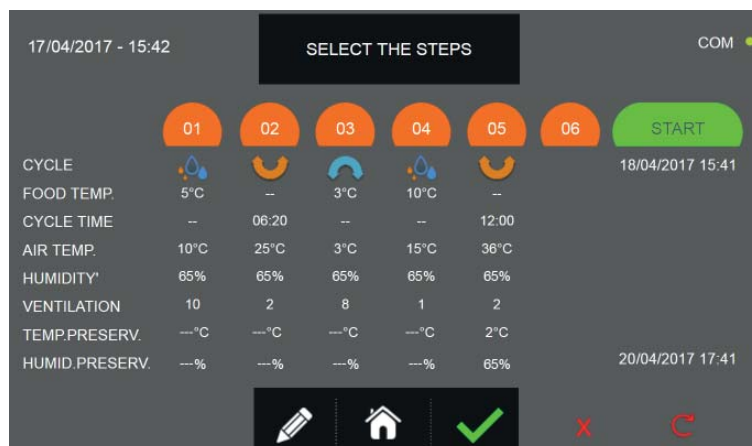 17/04/2017 - 15:42 SELECT THE STEPS COM
01 02 03 04 05 06 START
CYCLE 18/04/2017 15:41
FOOD TEMP. 5°C -- 3°C 10°C --
CYCLE TIME -- 06:20 -- -- 12:00
AIR TEMP. 10°C 25°C 3°C 15°C 36°C
HUMIDITY' 65% 65% 65% 65% 65%
VENTILATION 10 2 8 1 2
TEMP.PRESERV. ---°C ---°C ---°C ---°C 2°C
HUMID.PRESERV. ---% ---% ---% ---% 65% 20/04/2017 17:41
X